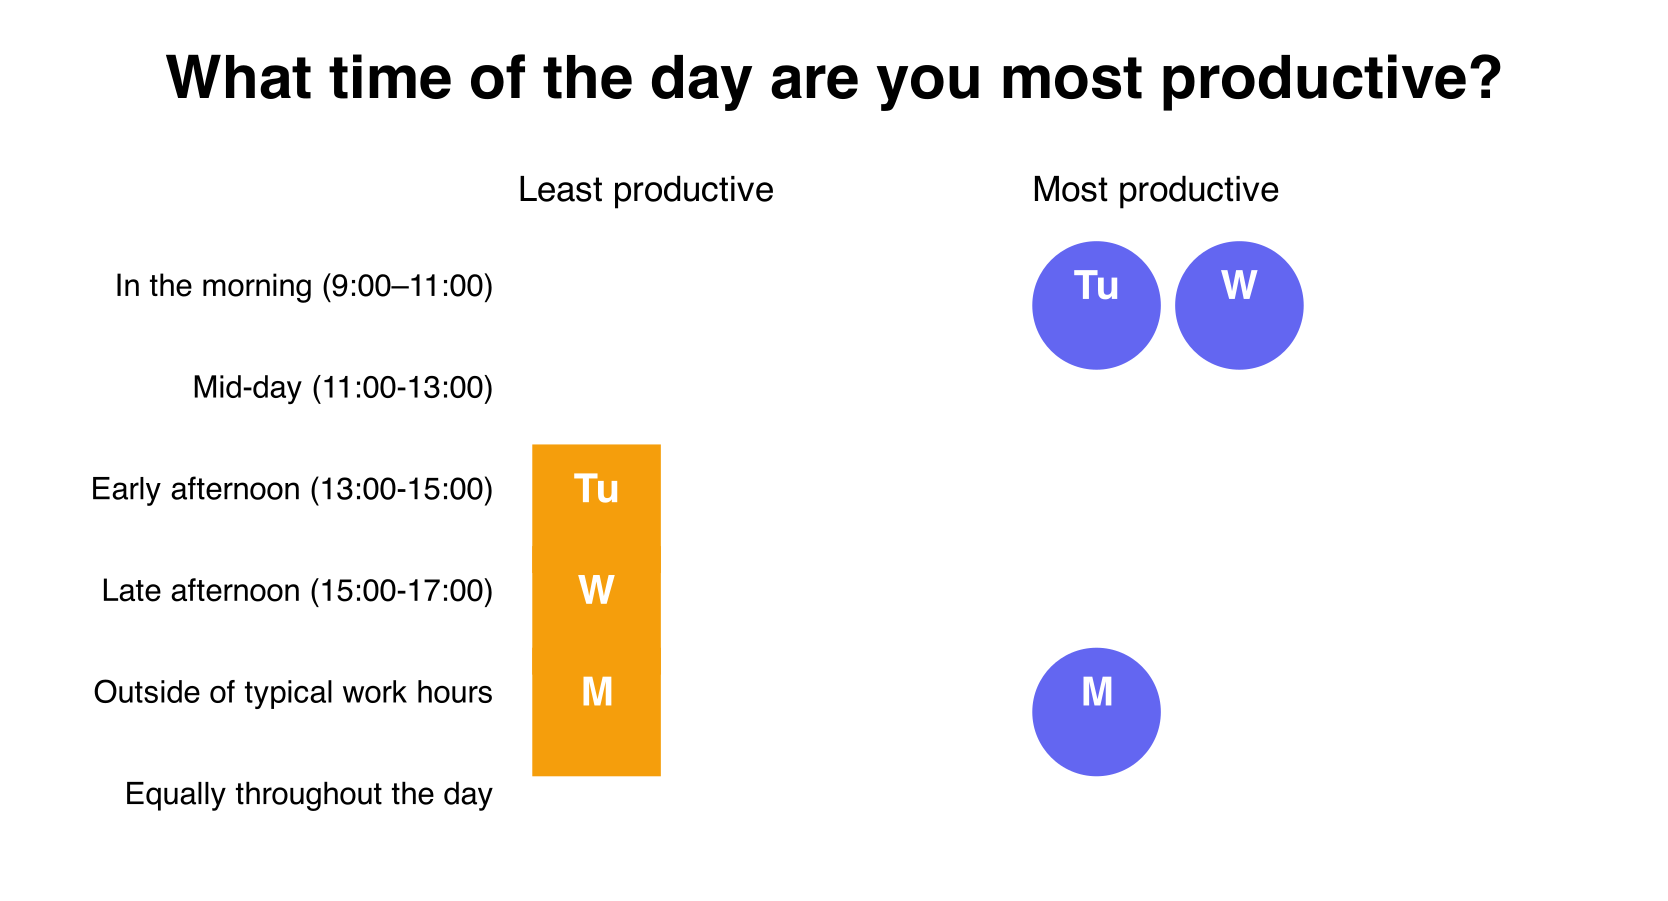 What time of the day are you most productive?
Least productive Most productive
In the morning (9:00–11:00) Tu W
Mid-day (11:00-13:00)
Early afternoon (13:00-15:00) Tu
Late afternoon (15:00-17:00) W
Outside of typical work hours M M
Equally throughout the day